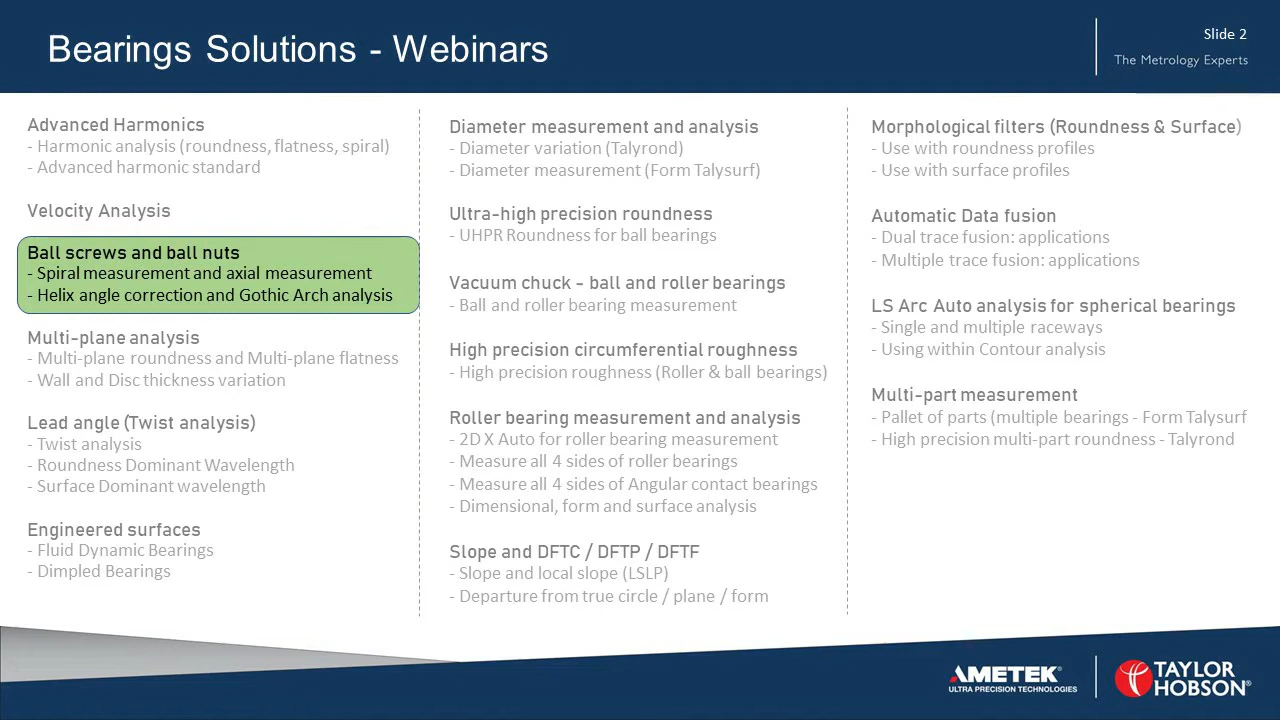 Bearings Solutions - Webinars
Slide 2
The Metrology Experts
Advanced Harmonics
- Harmonic analysis (roundness, flatness, spiral)
- Advanced harmonic standard
Velocity Analysis
Ball screws and ball nuts
- Spiral measurement and axial measurement
- Helix angle correction and Gothic Arch analysis
Multi-plane analysis
- Multi-plane roundness and Multi-plane flatness
- Wall and Disc thickness variation
Lead angle (Twist analysis)
- Twist analysis
- Roundness Dominant Wavelength
- Surface Dominant wavelength
Engineered surfaces
- Fluid Dynamic Bearings
- Dimpled Bearings
Diameter measurement and analysis
- Diameter variation (Talyrond)
- Diameter measurement (Form Talysurf)
Ultra-high precision roundness
- UHPR Roundness for ball bearings
Vacuum chuck - ball and roller bearings
- Ball and roller bearing measurement
High precision circumferential roughness
- High precision roughness (Roller & ball bearings)
Roller bearing measurement and analysis
- 2D X Auto for roller bearing measurement
- Measure all 4 sides of roller bearings
- Measure all 4 sides of Angular contact bearings
- Dimensional, form and surface analysis
Slope and DFTC / DFTP / DFTF
- Slope and local slope (LSLP)
- Departure from true circle / plane / form
Morphological filters (Roundness & Surface)
- Use with roundness profiles
- Use with surface profiles
Automatic Data fusion
- Dual trace fusion: applications
- Multiple trace fusion: applications
LS Arc Auto analysis for spherical bearings
- Single and multiple raceways
- Using within Contour analysis
Multi-part measurement
- Pallet of parts (multiple bearings - Form Talysurf
- High precision multi-part roundness - Talyrond
AMETEK®
ULTRA PRECISION TECHNOLOGIES
TAYLOR
HOBSON®